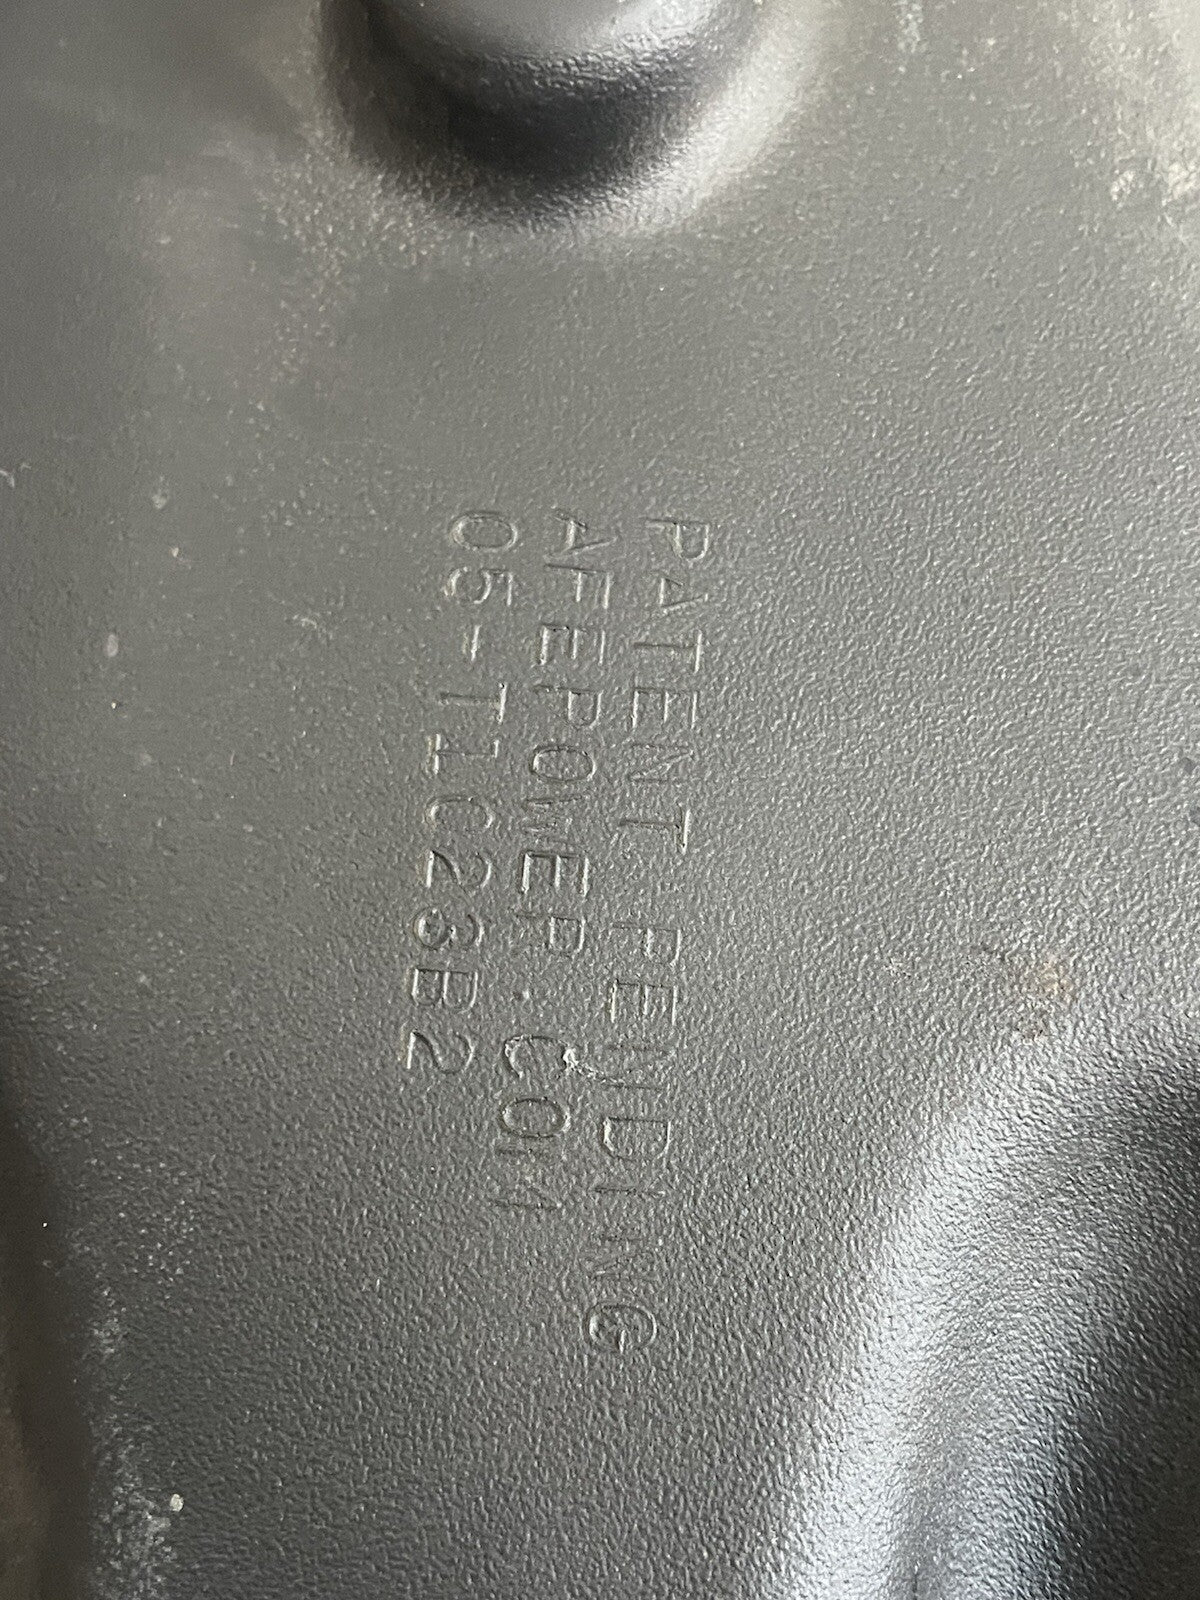 PATENT PENDING
AFEPOWER.COM
05-T1C23B2